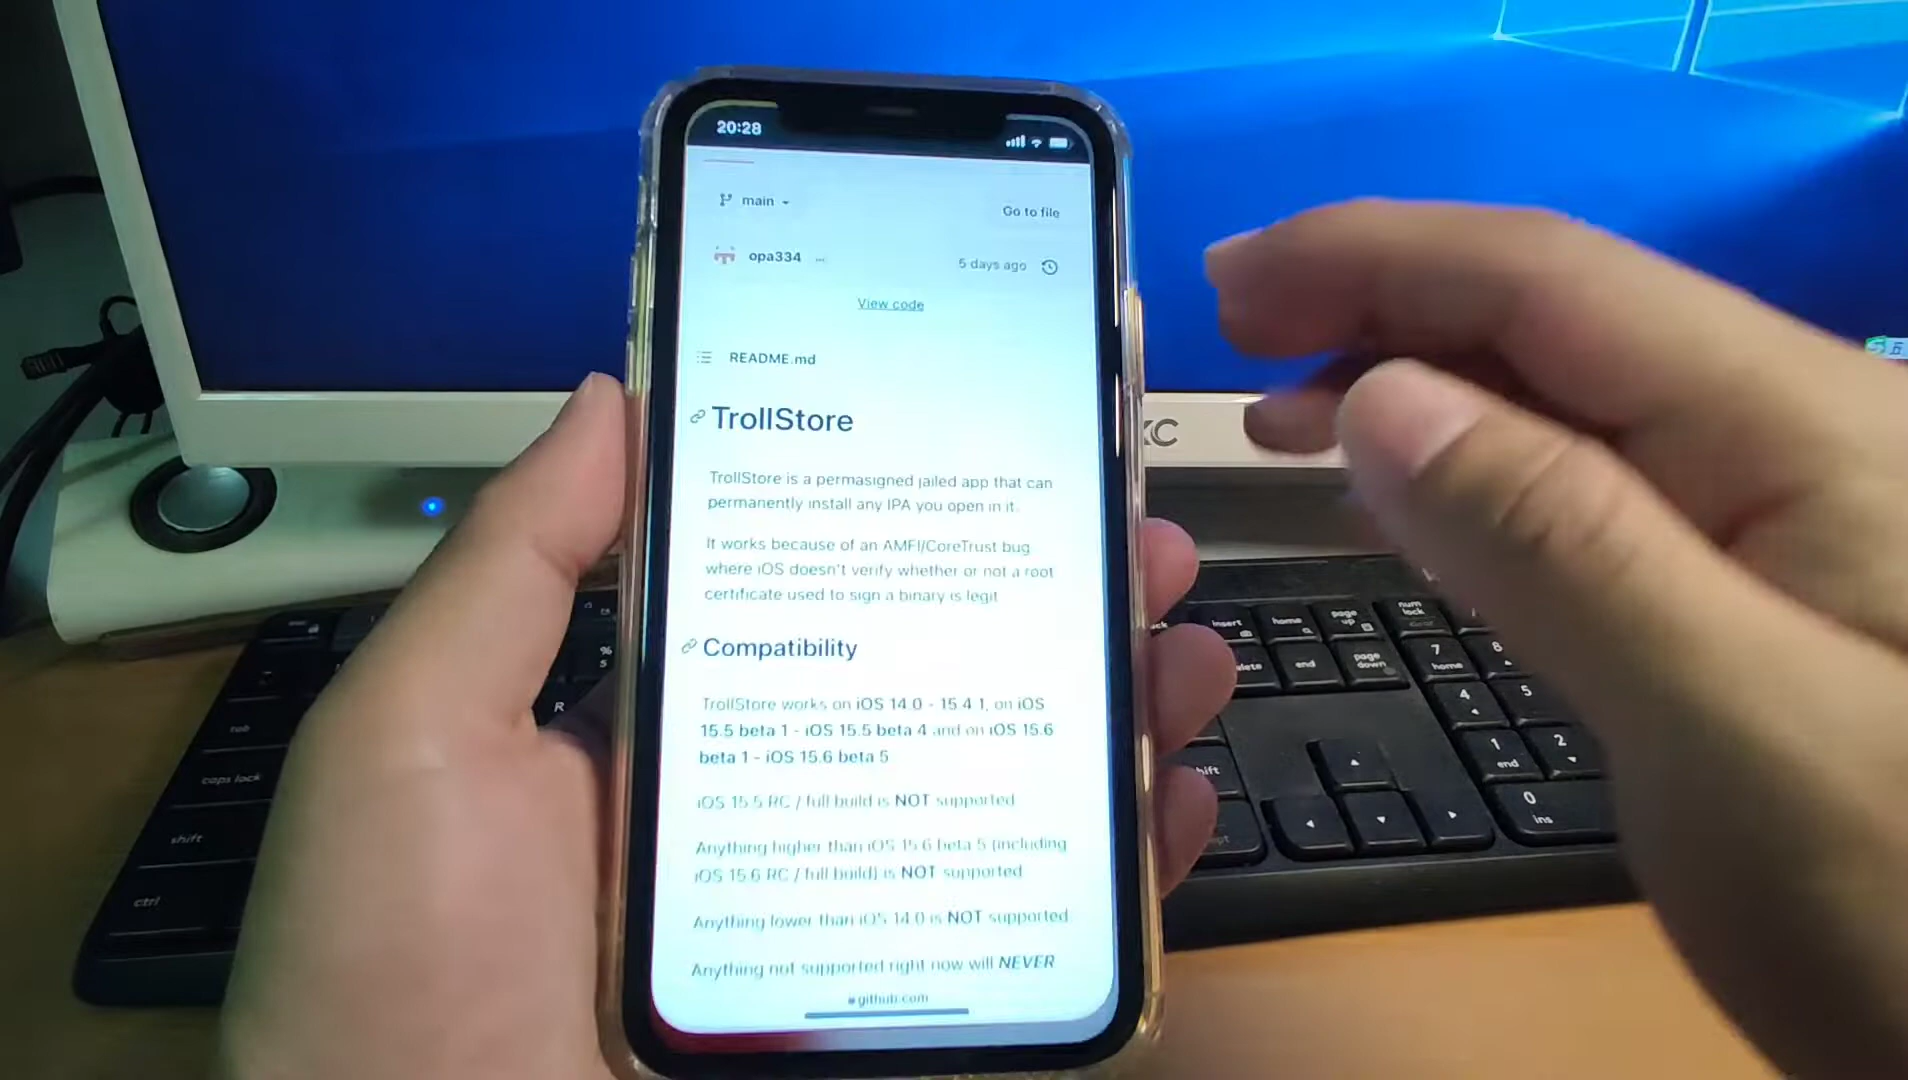 20:28
main
Go to file
opa334 ...
5 days ago
View code
README.md
TrollStore
TrollStore is a permasigned jailed app that can
permanently install any IPA you open in it.
It works because of an AMFI/CoreTrust bug
where iOS doesn't verify whether or not a root
certificate used to sign a binary is legit
Compatibility
TrollStore works on iOS 14.0 - 15.4 1, on iOS
15.5 beta 1 - iOS 15.5 beta 4 and on iOS 15.6
beta 1 - iOS 15.6 beta 5
iOS 15.5 RC / full build is NOT supported
Anything higher than iOS 15.6 beta 5 (including
iOS 15.6 RC / full build) is NOT supported
Anything lower than iOS 14.0 is NOT supported
Anything not supported right now will NEVER
github.com
五
insert
home
page
up
num
lock
end
page
down
7
home
8
4
5
1
end
2
0
ins
%
5
R
tab
caps lock
shift
ctrl